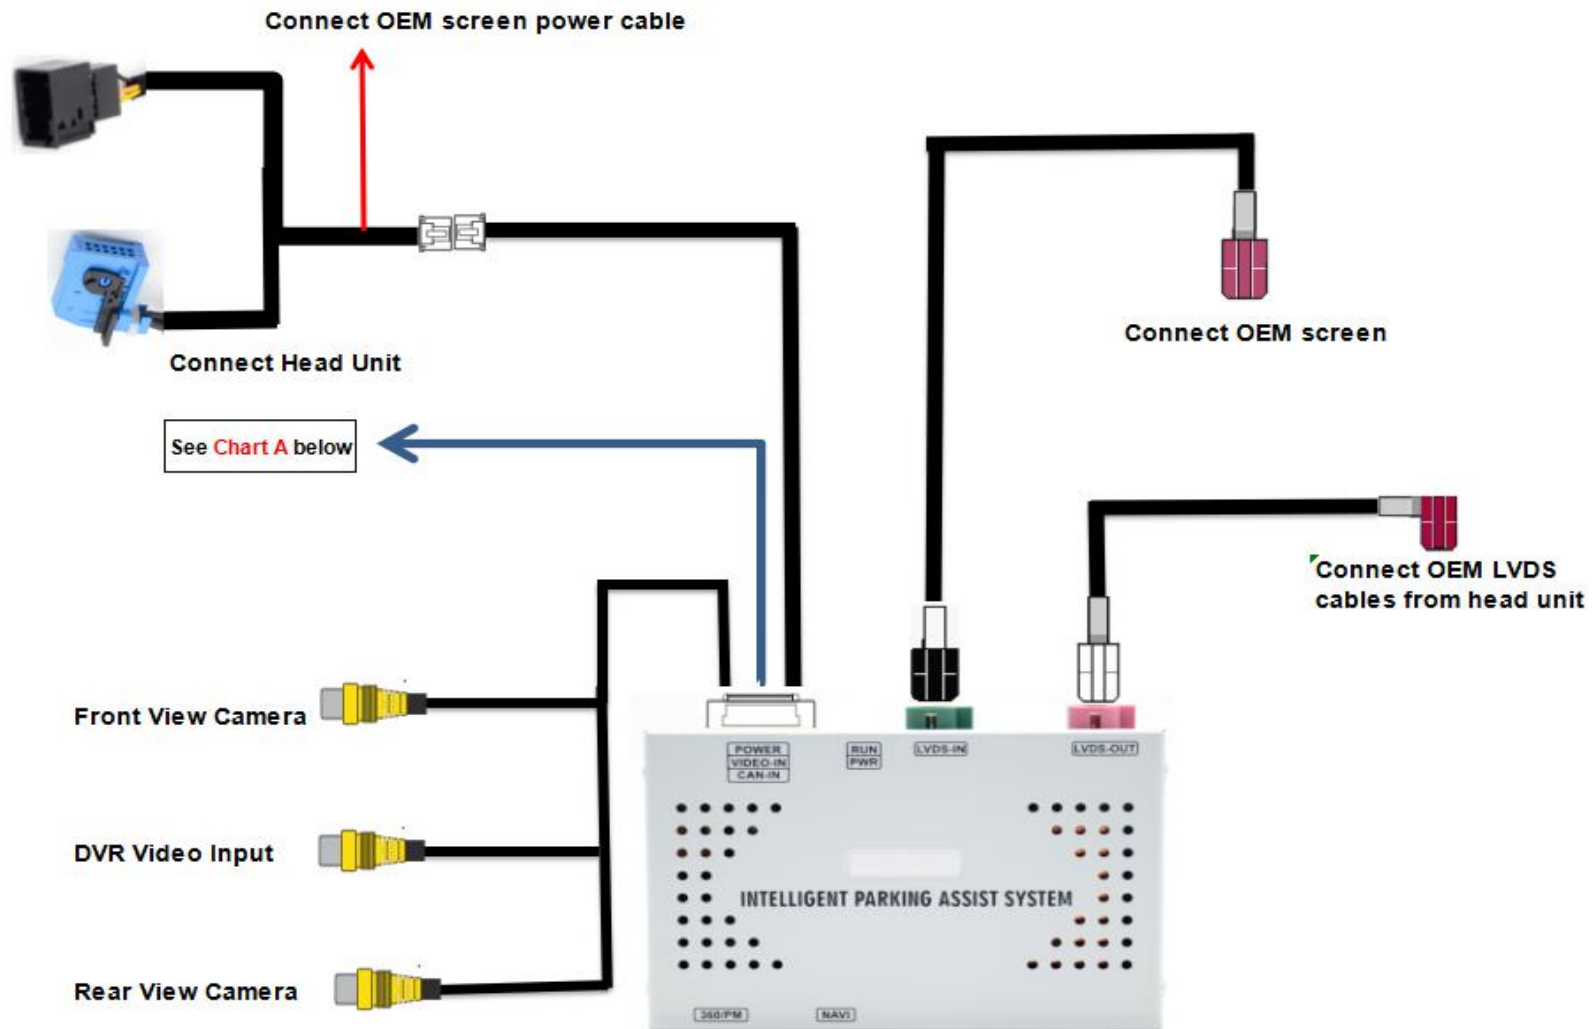 Connect OEM screen power cable
Connect OEM screen
Connect Head Unit
See Chart A below
Connect OEM LVDS
cables from head unit
Front View Camera
DVR Video Input
Rear View Camera
POWER
VIDEO-IN
CAN-IN
RUN
PWR
LVDS-IN
LVDS-OUT
INTELLIGENT PARKING ASSIST SYSTEM
360/PM
NAVI